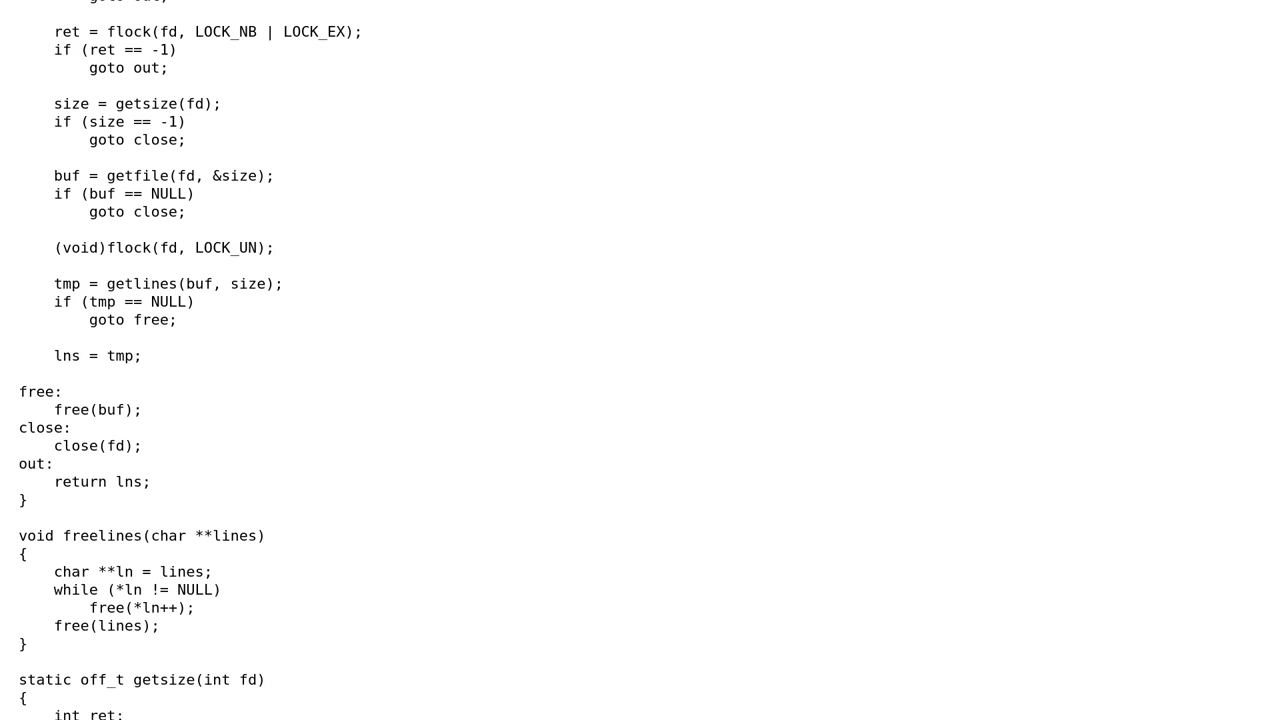 ret = flock(fd, LOCK_NB | LOCK_EX);
    if (ret == -1)
        goto out;

    size = getsize(fd);
    if (size == -1)
        goto close;

    buf = getfile(fd, &size);
    if (buf == NULL)
        goto close;

    (void)flock(fd, LOCK_UN);

    tmp = getlines(buf, size);
    if (tmp == NULL)
        goto free;

    lns = tmp;

free:
    free(buf);
close:
    close(fd);
out:
    return lns;
}

void freelines(char **lines)
{
    char **ln = lines;
    while (*ln != NULL)
        free(*ln++);
    free(lines);
}

static off_t getsize(int fd)
{
    int ret;